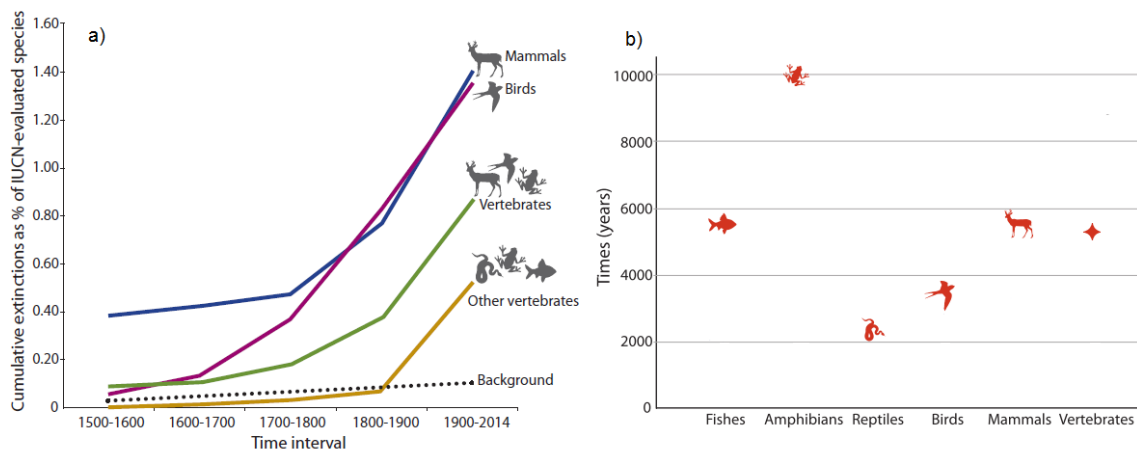 a)
Cumulative extinctions as % of IUCN-evaluated species
1.60
1.40
1.20
1.00
0.80
0.60
0.40
0.20
0
Mammals
Birds
Vertebrates
Other vertebrates
Background
1500-1600
1600-1700
1700-1800
1800-1900
1900-2014
Time interval
b)
Times (years)
10000
8000
6000
4000
2000
0
Fishes
Amphibians
Reptiles
Birds
Mammals
Vertebrates